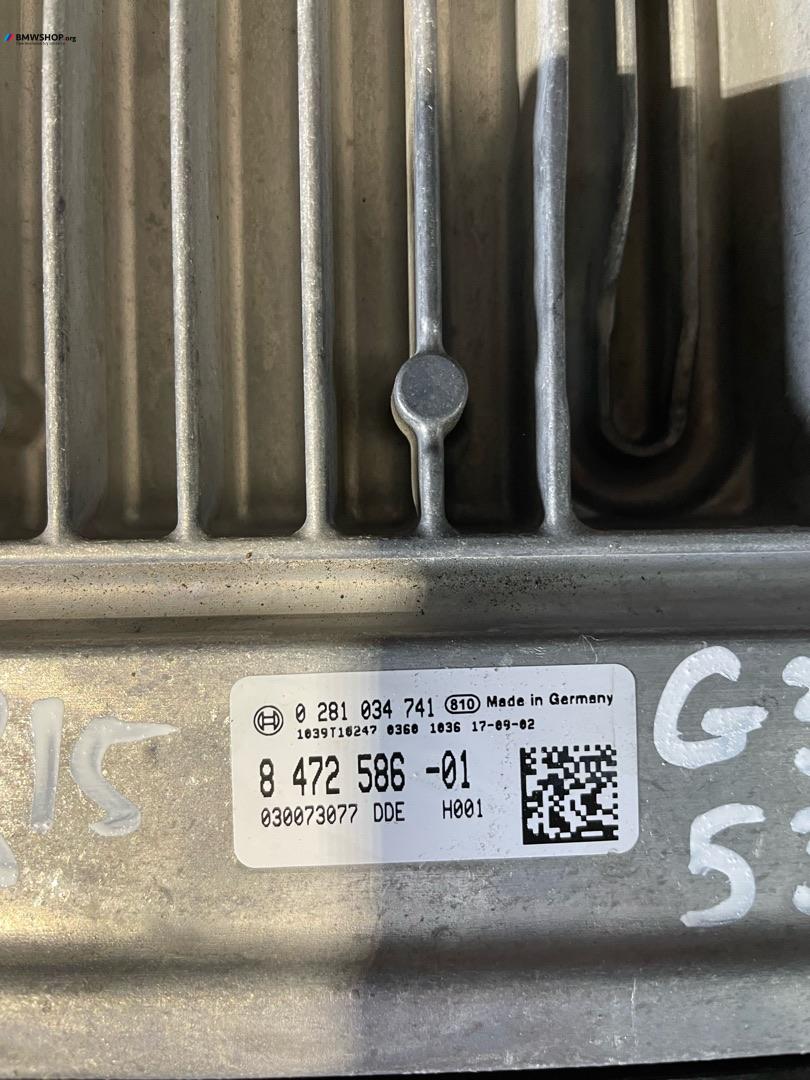 BMWSHOP.org
0 281 034 741 810 Made in Germany
1039T10247 0360 1036 17-09-02
8 472 586 -01
030073077 DDE H001
G3
15
53